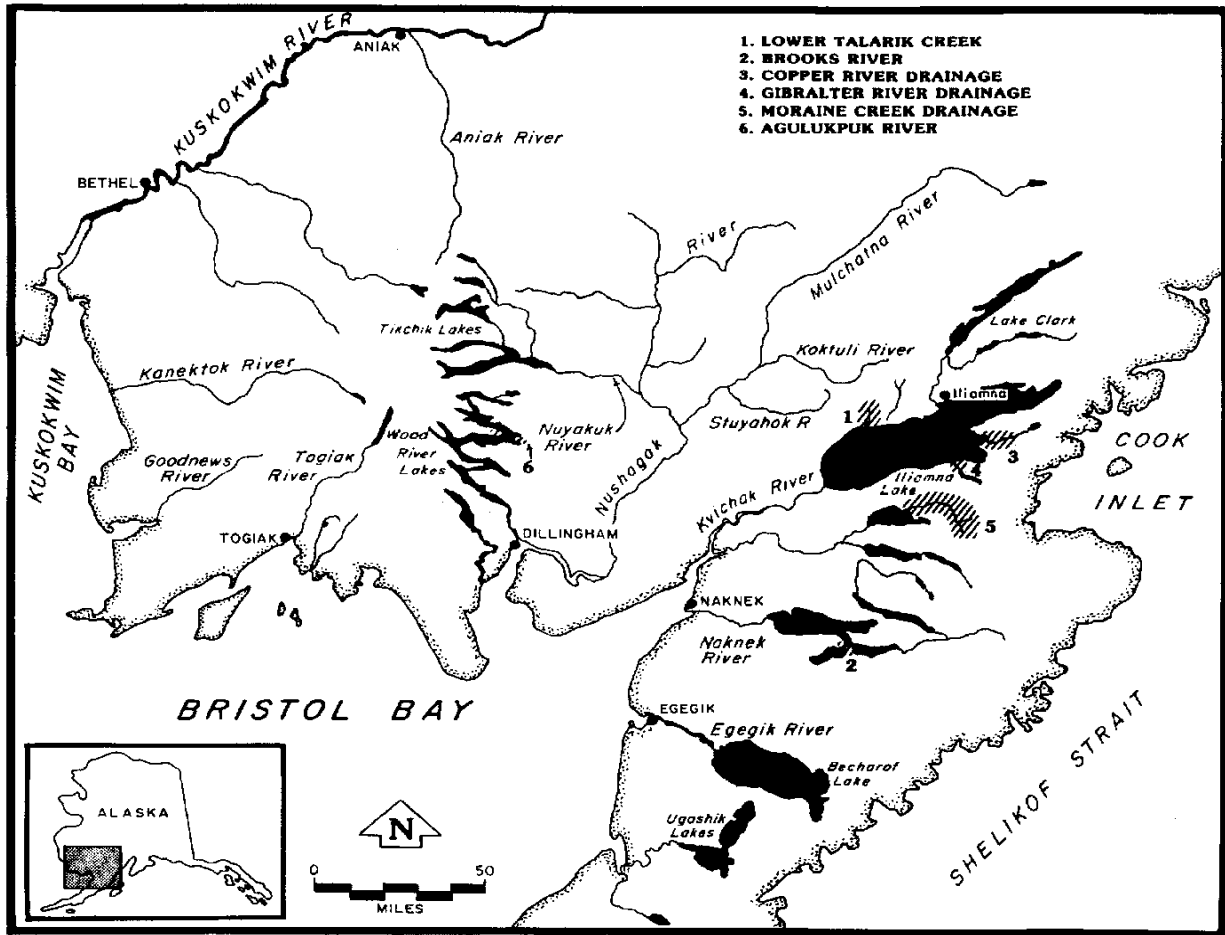 1. LOWER TALARIK CREEK
2. BROOKS RIVER
3. COPPER RIVER DRAINAGE
4. GIBRALTER RIVER DRAINAGE
5. MORAINE CREEK DRAINAGE
6. AGULUKPUK RIVER
KUSKOKWIM RIVER
ANIAK
Aniak River
BETHEL
River
Mulchatna River
Tikchik Lakes
Lake Clark
Koktuli River
Kanektok River
Iliamna
1
Stuyahok R
KUSKOKWIM
BAY
Wood
River
Lakes
Nuyakuk
River
6
3
COOK
INLET
Goodnews
River
Togiak
River
Nushagak
4
Iliamna
Lake
Kvichak River
5
TOGIAK
DILLINGHAM
NAKNEK
Naknek
River
2
BRISTOL BAY
EGEGIK
Egegik River
Becharof
Lake
Ugashik
Lakes
SHELIKOF STRAIT
ALASKA
N
0
50
MILES